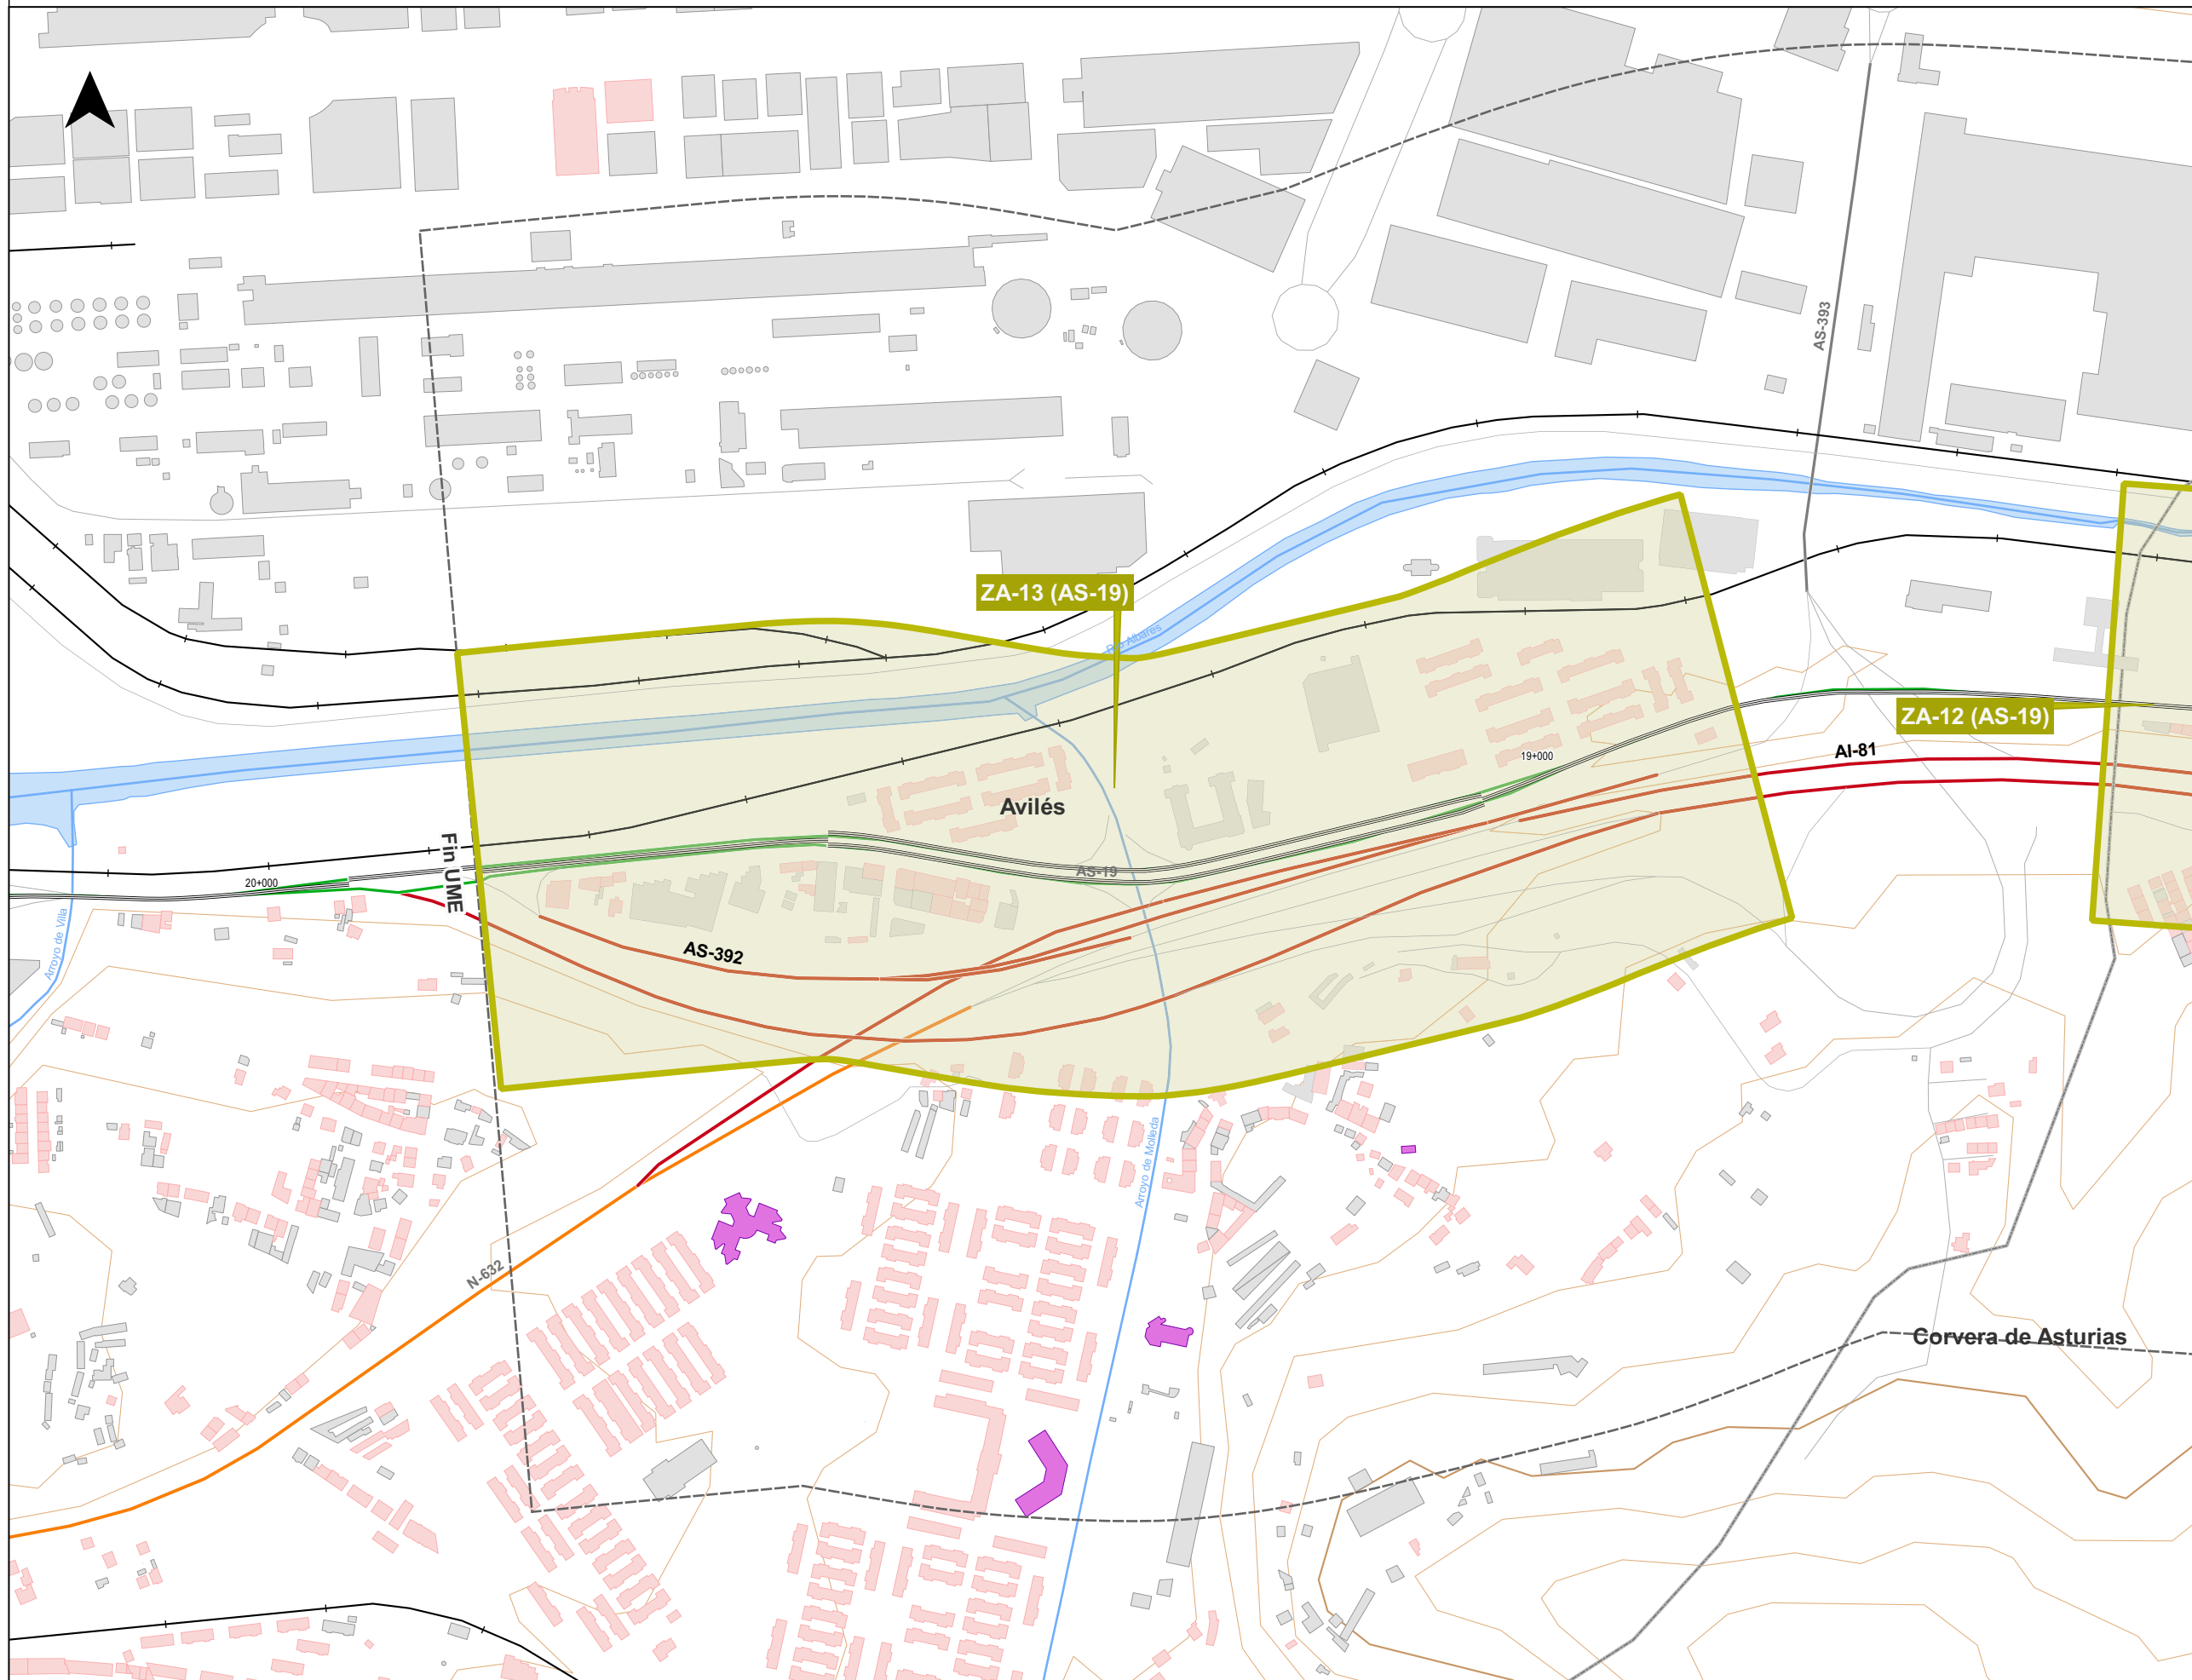 AS-393
ZA-13 (AS-19)
Río Albares
ZA-12 (AS-19)
AI-81
19+000
Avilés
Fin UME
AS-19
20+000
AS-392
Arroyo de Villa
Arroyo de Molleda
N-632
Corvera de Asturias